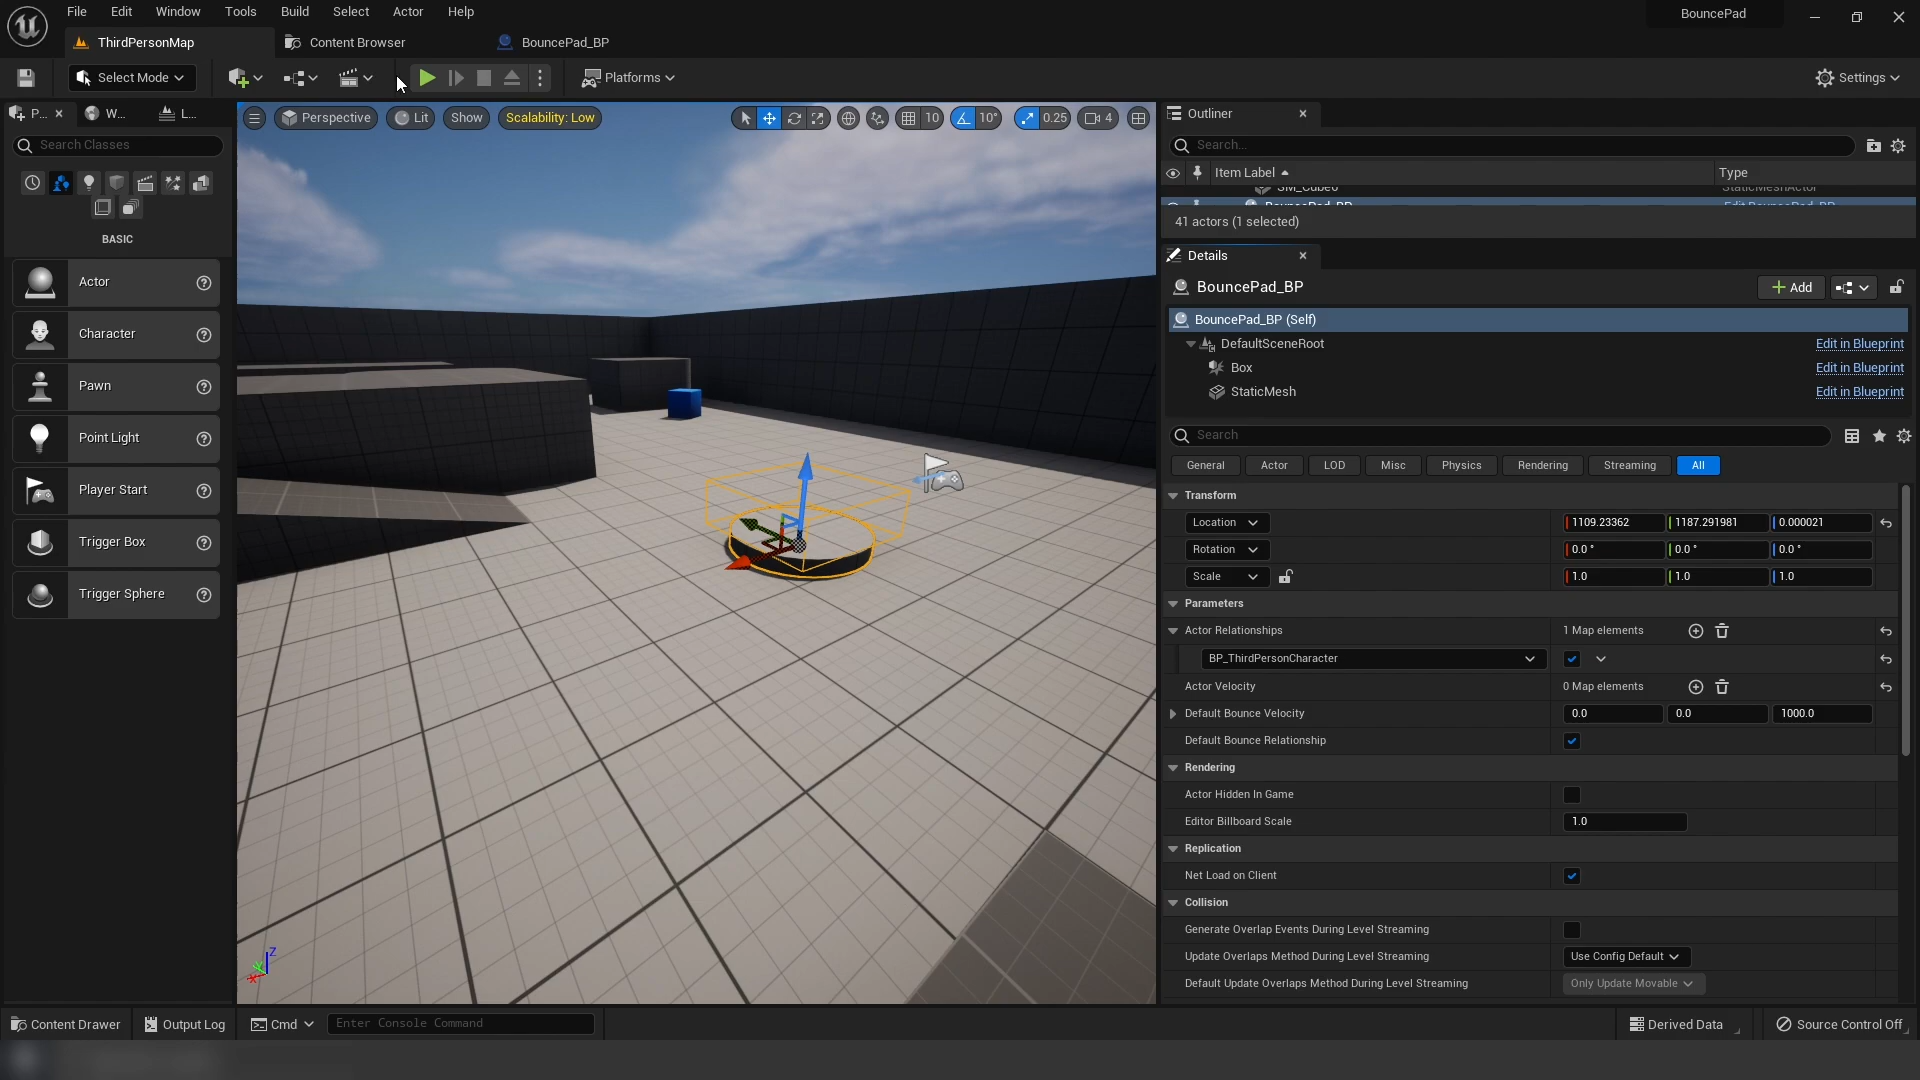 File Edit Window Tools Build Select Actor Help
BouncePad
ThirdPersonMap
Content Browser
BouncePad_BP
Select Mode
Platforms
Settings
P...
W...
L...
Search Classes
BASIC
Actor
Character
Pawn
Point Light
Player Start
Trigger Box
Trigger Sphere
Perspective
Lit
Show
Scalability: Low
10
10°
0.25
4
Z
Y
X
Outliner
Search...
Item Label
Type
SM_Cube6 StaticMeshActor
BouncePad_BP Edit BouncePad_BP
41 actors (1 selected)
Details
BouncePad_BP
Add
BouncePad_BP (Self)
DefaultSceneRoot Edit in Blueprint
Box Edit in Blueprint
StaticMesh Edit in Blueprint
Search
General Actor LOD Misc Physics Rendering Streaming All
Transform
Location 1109.23362 1187.291981 0.000021
Rotation 0.0 ° 0.0 ° 0.0 °
Scale 1.0 1.0 1.0
Parameters
Actor Relationships 1 Map elements
BP_ThirdPersonCharacter
Actor Velocity 0 Map elements
Default Bounce Velocity 0.0 0.0 1000.0
Default Bounce Relationship
Rendering
Actor Hidden In Game
Editor Billboard Scale 1.0
Replication
Net Load on Client
Collision
Generate Overlap Events During Level Streaming
Update Overlaps Method During Level Streaming Use Config Default
Default Update Overlaps Method During Level Streaming Only Update Movable
Content Drawer
Output Log
Cmd
Enter Console Command
Derived Data
Source Control Off